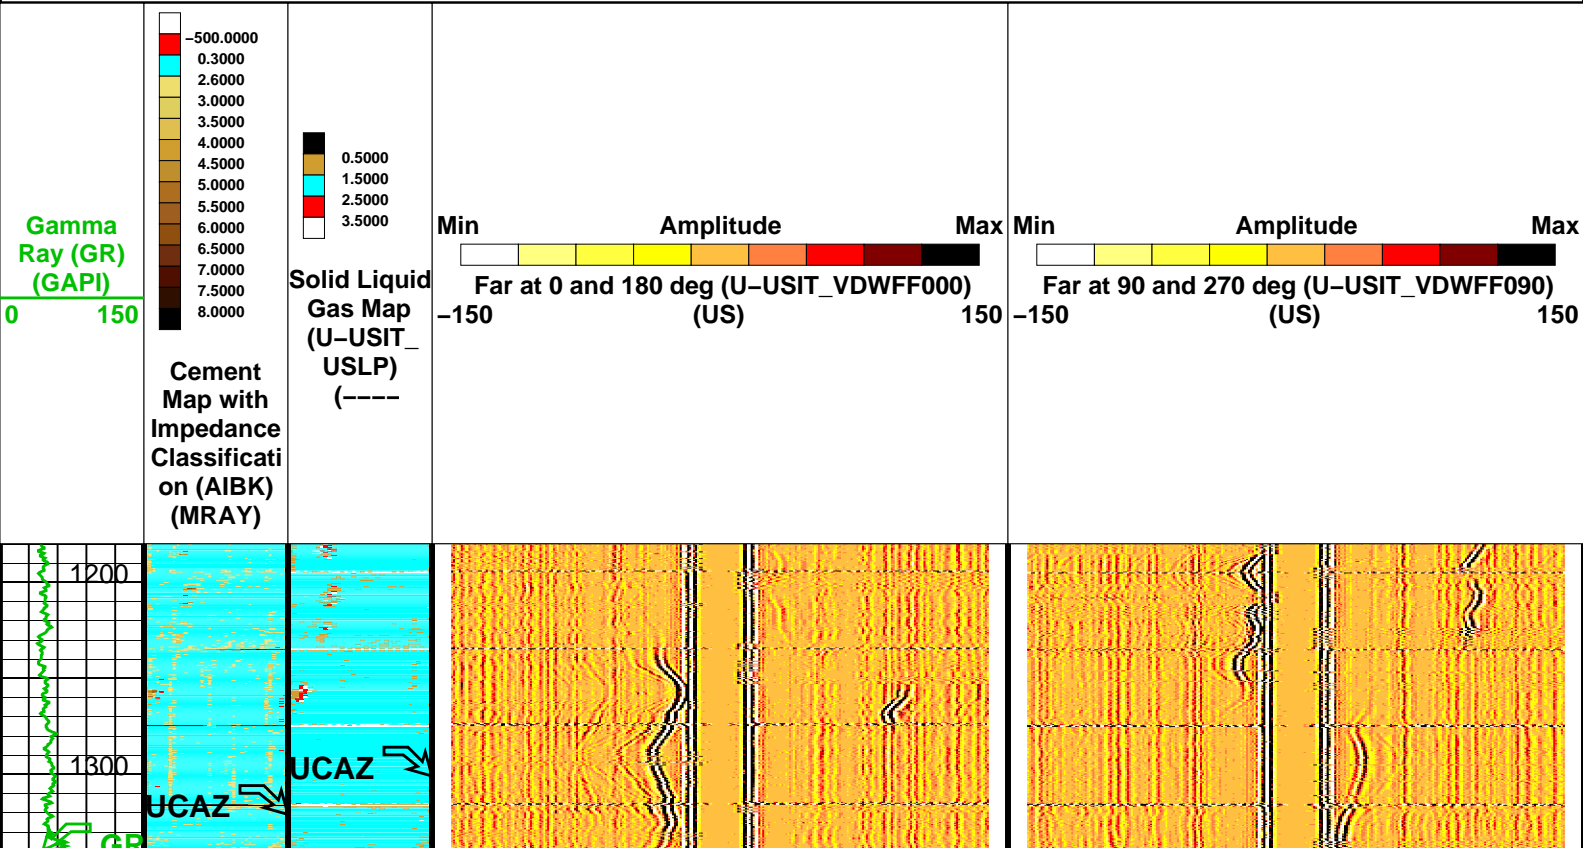 Gamma
Ray (GR)
(GAPI)
0 150
−500.0000
0.3000
2.6000
3.0000
3.5000
4.0000
4.5000
5.0000
5.5000
6.0000
6.5000
7.0000
7.5000
8.0000
Cement
Map with
Impedance
Classificati
on (AIBK)
(MRAY)
0.5000
1.5000
2.5000
3.5000
Solid Liquid
Gas Map
(U−USIT_
USLP)
(−−−−
Min Amplitude Max
Far at 0 and 180 deg (U−USIT_VDWFF000)
−150 (US) 150
Min Amplitude Max
Far at 90 and 270 deg (U−USIT_VDWFF090)
−150 (US) 150
1200
1300
UCAZ
UCAZ
GR